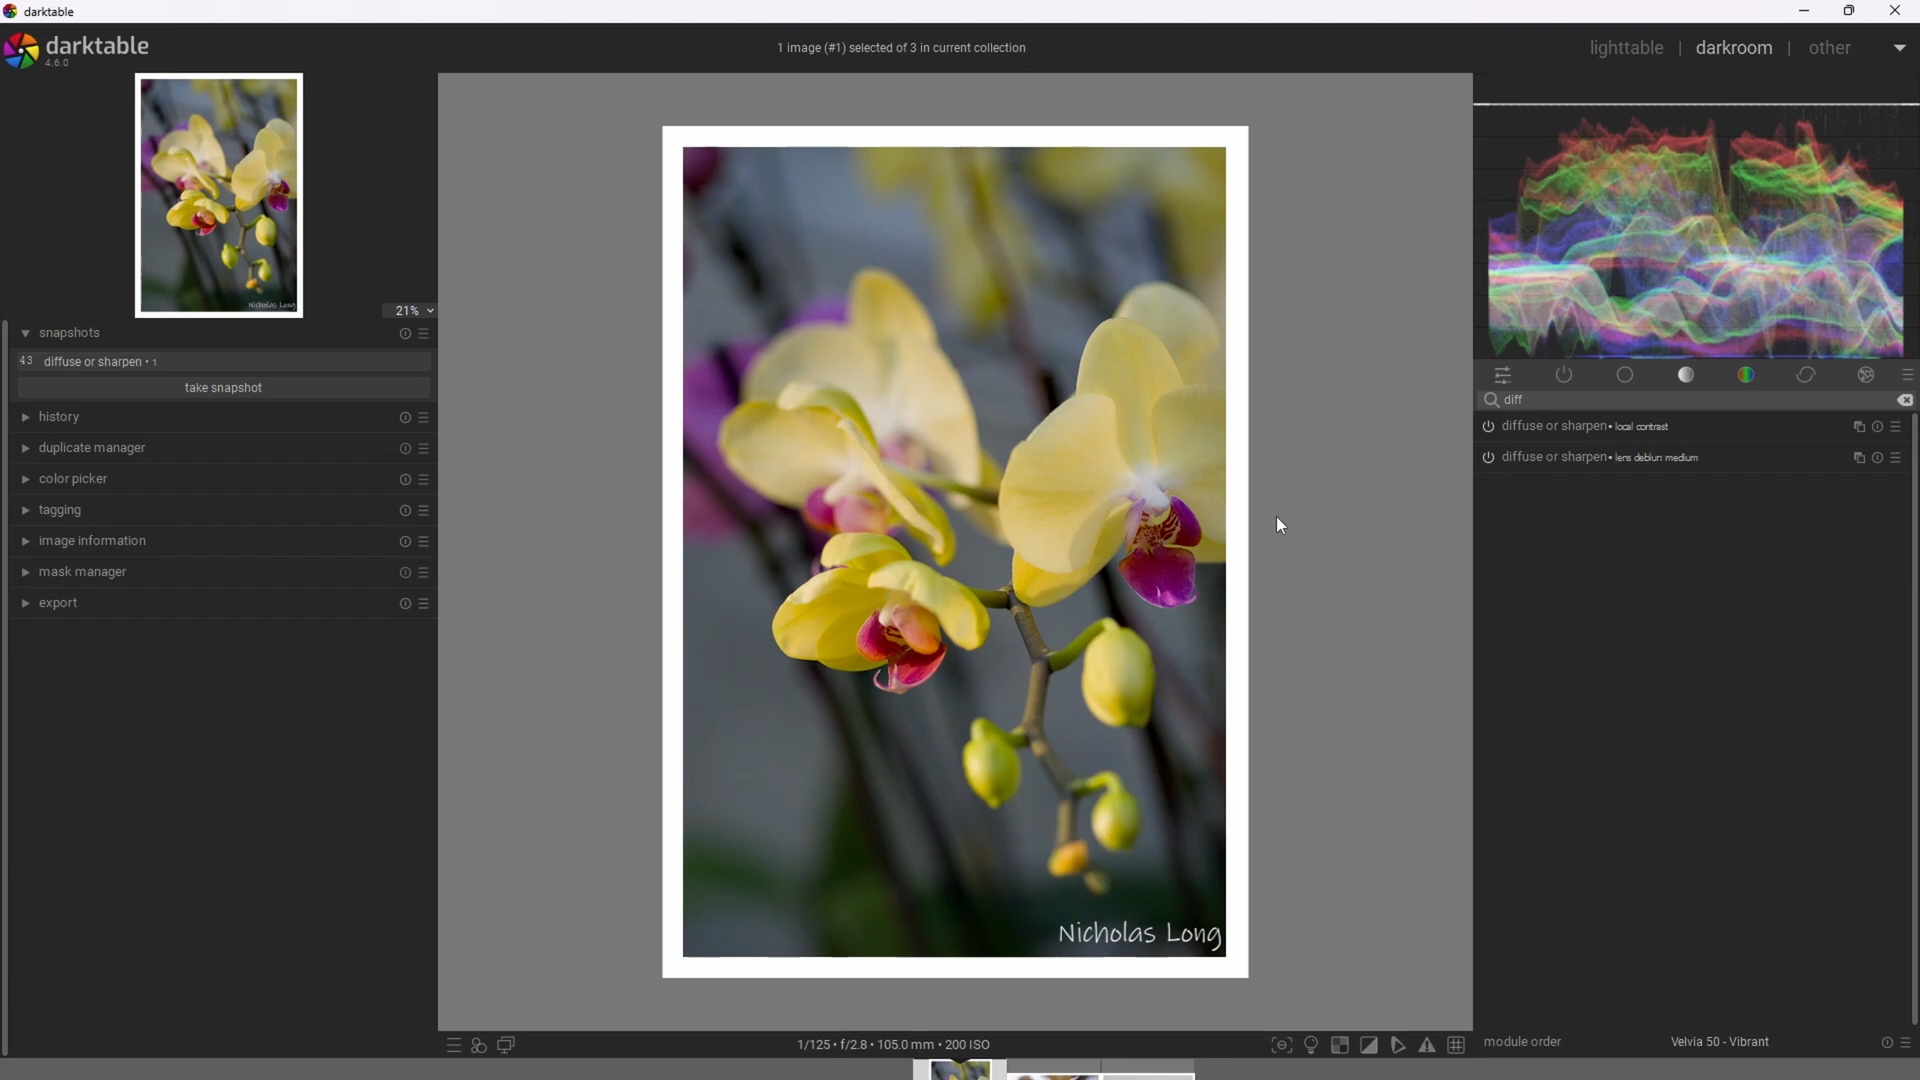 darktable
darktable
4.6.0
1 image (#1) selected of 3 in current collection
lighttable | darkroom | other
21%
snapshots
43 diffuse or sharpen • 1
take snapshot
history
duplicate manager
color picker
tagging
image information
mask manager
export
Nicholas Long
Nicholas Long
diff
diffuse or sharpen • local contrast
diffuse or sharpen • lens deblur: medium
1/125 • f/2.8 • 105.0 mm • 200 ISO
module order
Velvia 50 - Vibrant